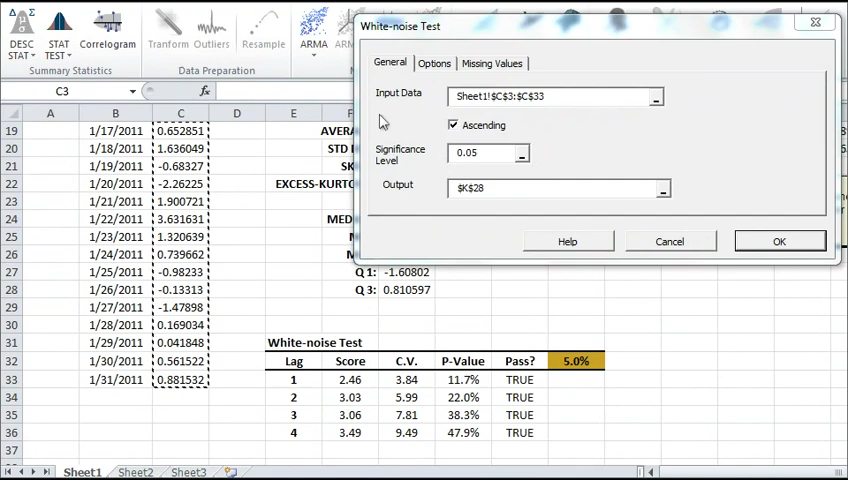 White-noise Test
DESC STAT
STAT TEST
Correlogram
Tranform
Outliers
Resample
ARMA
Summary Statistics
Data Preparation
General
Options
Missing Values
Input Data
Sheet1!$C$3:$C$33
Ascending
Significance Level
0.05
Output
$K$28
Help
Cancel
OK
C3
fx
A B C D E F
19 1/17/2011 0.652851
20 1/18/2011 1.636049 STD
21 1/19/2011 -0.68327
22 1/20/2011 -2.26225
23 1/21/2011 1.900721
24 1/22/2011 3.631631
25 1/23/2011 1.320639
26 1/24/2011 0.739662
27 1/25/2011 -0.98233 Q 1: -1.60802
28 1/26/2011 -0.13313 Q 3: 0.810597
29 1/27/2011 -1.47898
30 1/28/2011 0.169034
31 1/29/2011 0.041848 White-noise Test
32 1/30/2011 0.561522 Lag Score C.V. P-Value Pass? 5.0%
33 1/31/2011 0.881532 1 2.46 3.84 11.7% TRUE
34 2 3.03 5.99 22.0% TRUE
35 3 3.06 7.81 38.3% TRUE
36 4 3.49 9.49 47.9% TRUE
37
Sheet1 Sheet2 Sheet3